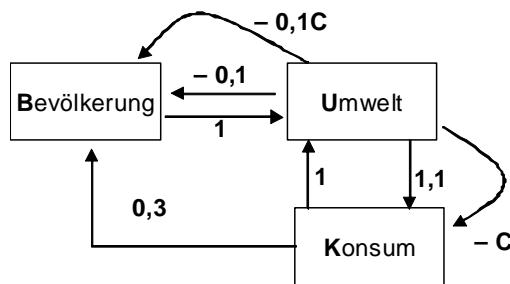 – 0,1C
– 0,1
Bevölkerung
Umwelt
1
1
1,1
0,3
– C
Konsum